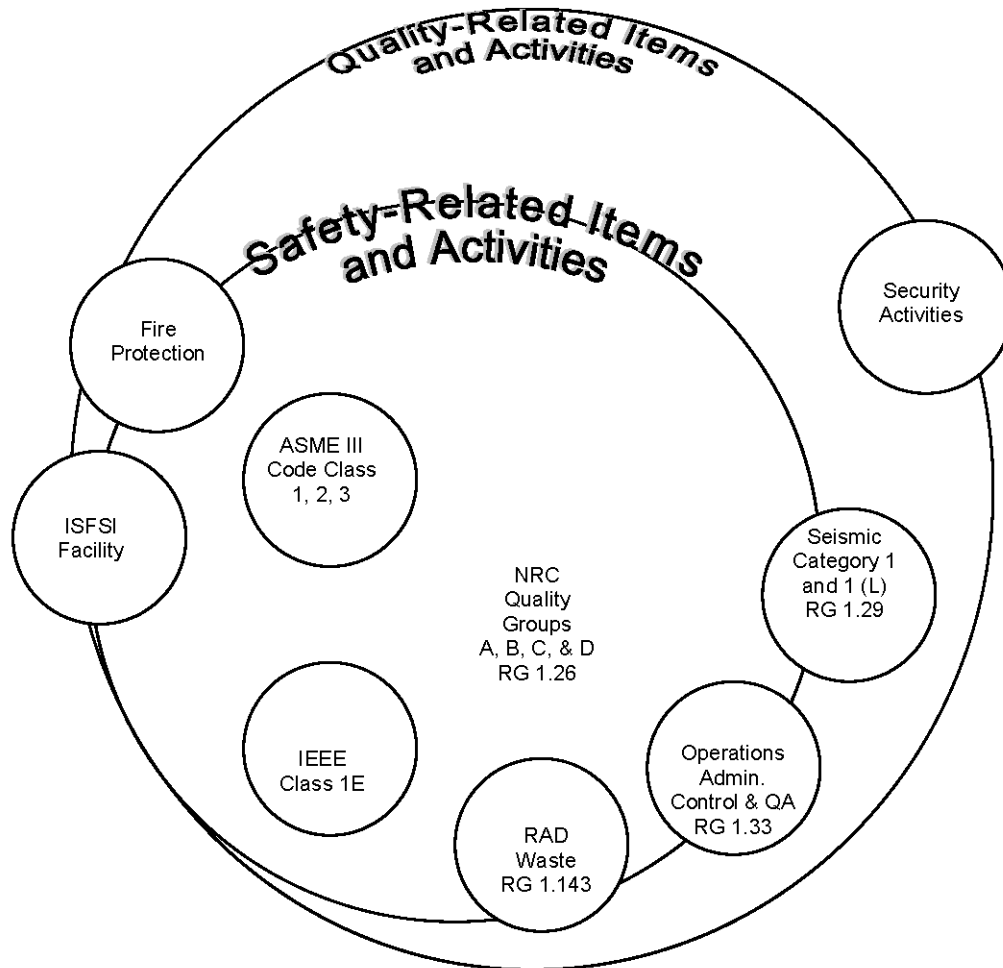 Quality-Related Items
and Activities
Safety-Related Items
and Activities
Security
Activities
Fire
Protection
ASME III
Code Class
1, 2, 3
ISFSI
Facility
Seismic
Category 1
and 1 (L)
RG 1.29
NRC
Quality
Groups
A, B, C, & D
RG 1.26
IEEE
Class 1E
Operations
Admin.
Control & QA
RG 1.33
RAD
Waste
RG 1.143